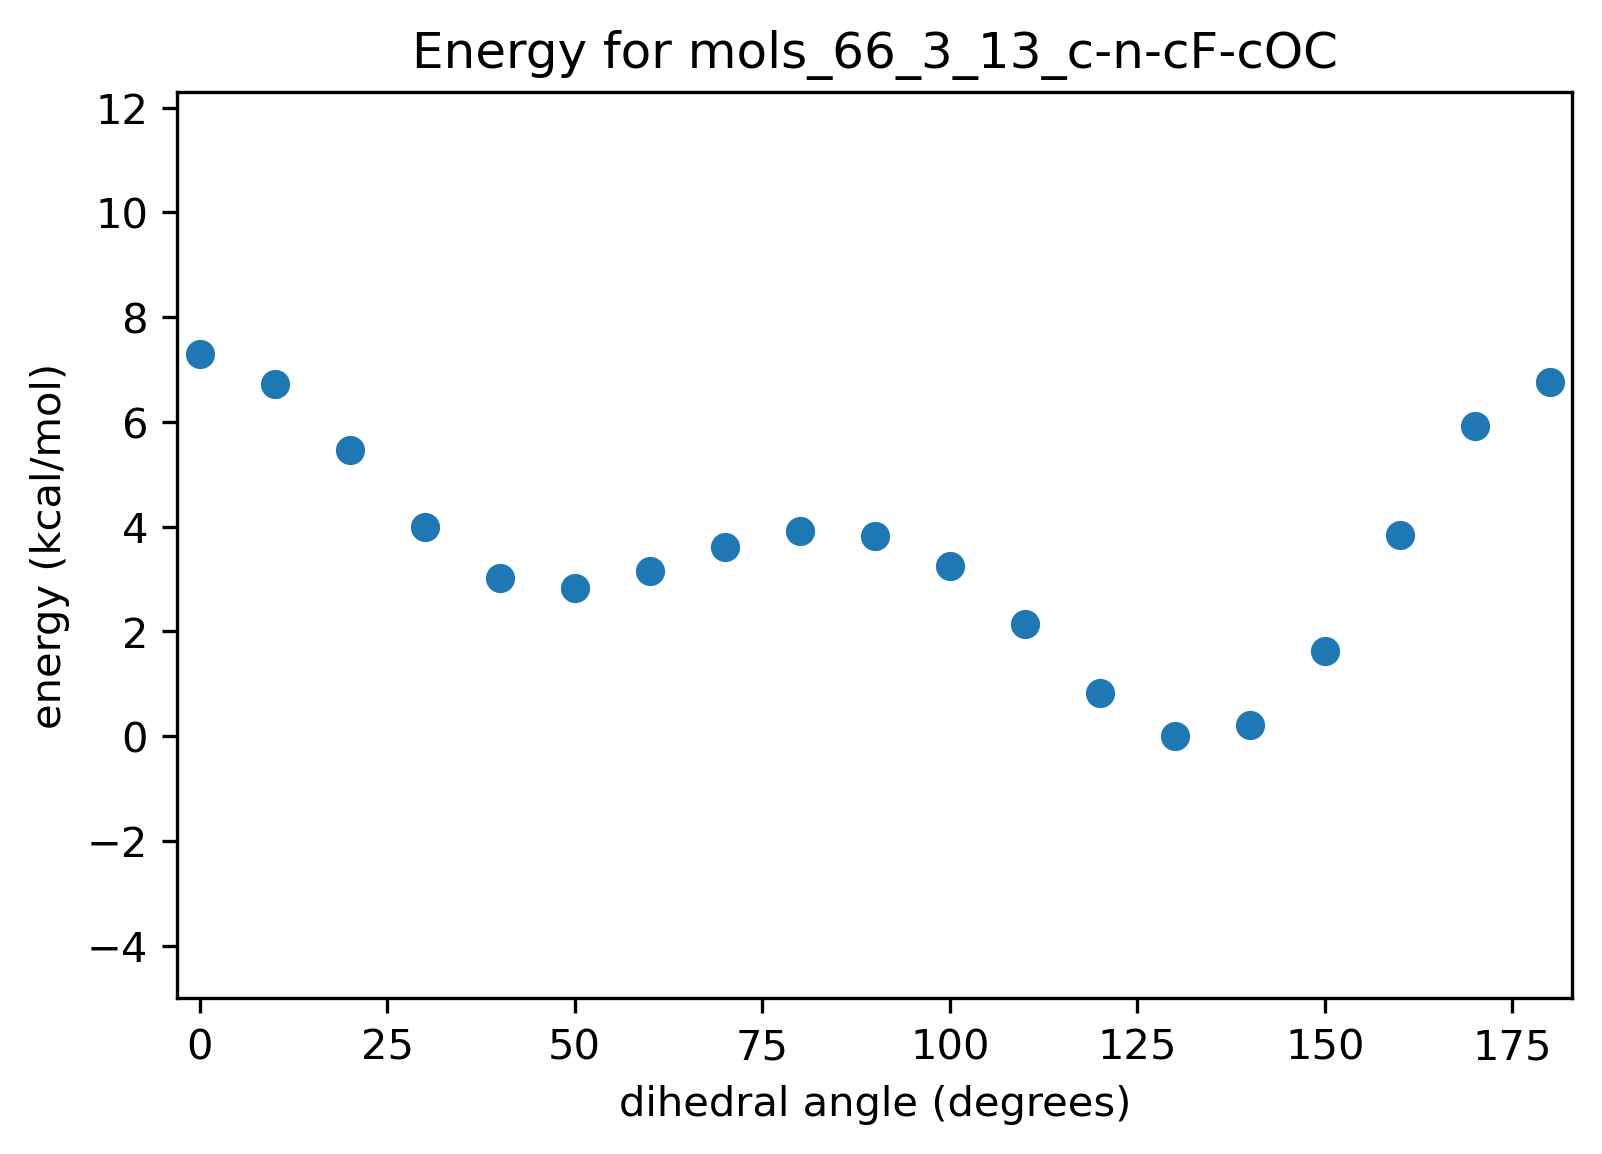 Energy for mols_66_3_13_c-n-cF-cOC
12
10
8
6
4
2
0
−2
−4
energy (kcal/mol)
0 25 50 75 100 125 150 175
dihedral angle (degrees)